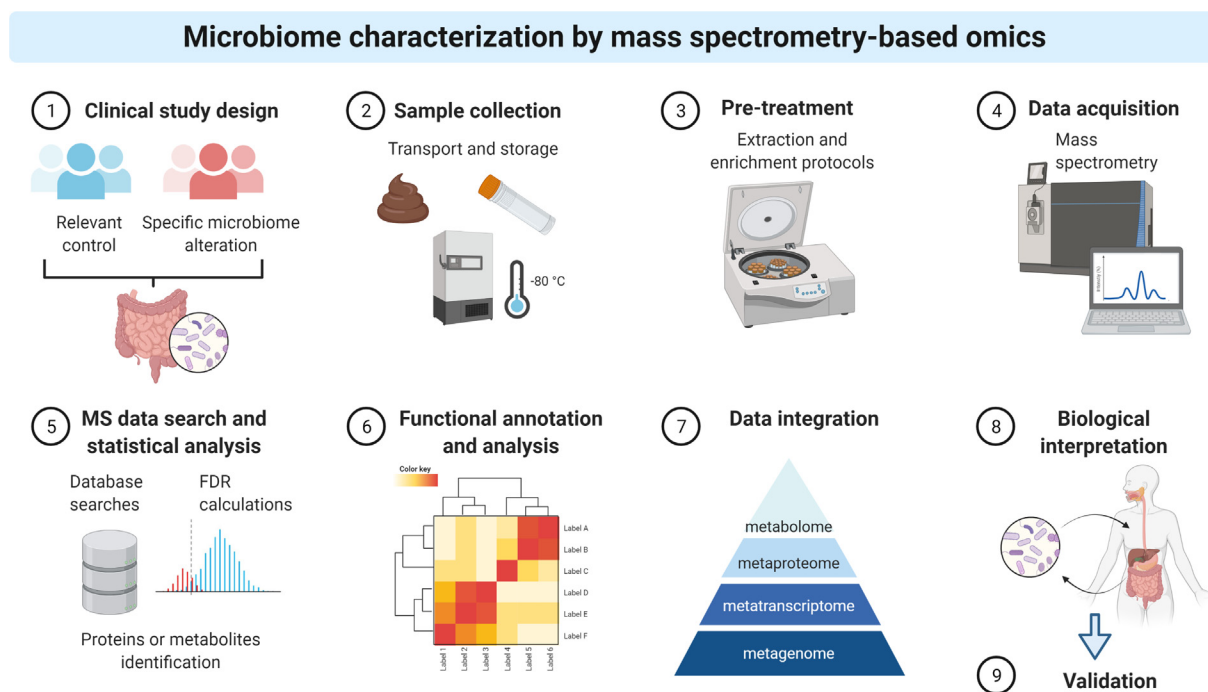 Microbiome characterization by mass spectrometry-based omics
1
Clinical study design
Relevant
control
Specific microbiome
alteration
2
Sample collection
Transport and storage
-80 °C
3
Pre-treatment
Extraction and
enrichment protocols
4
Data acquisition
Mass
spectrometry
Intensity (%)
5
MS data search and
statistical analysis
Database
searches
FDR
calculations
Proteins or metabolites
identification
6
Functional annotation
and analysis
Color key
Label A
Label B
Label C
Label D
Label E
Label F
Label 1
Label 2
Label 3
Label 4
Label 5
Label 6
7
Data integration
metabolome
metaproteome
metatranscriptome
metagenome
8
Biological
interpretation
9
Validation